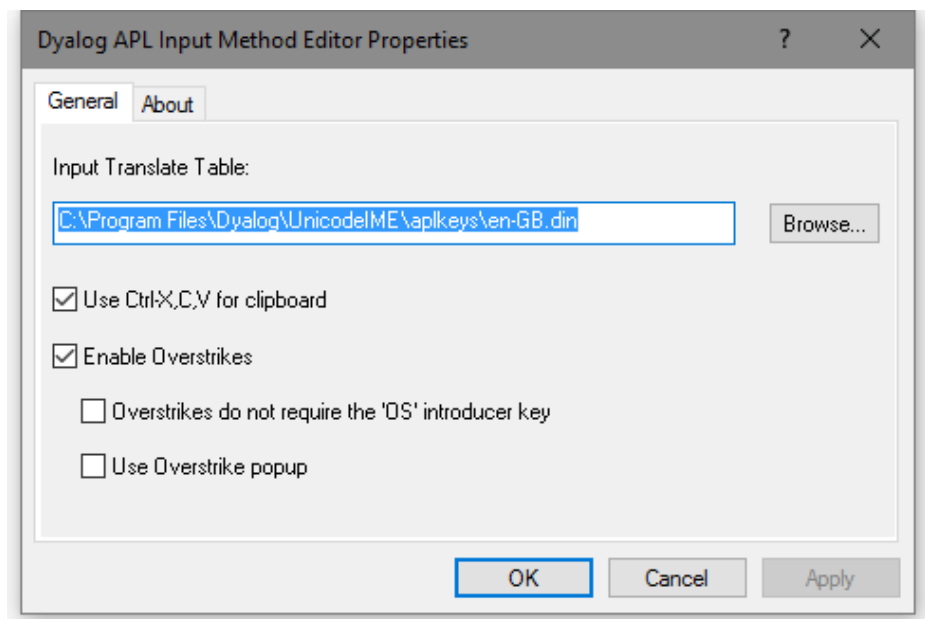 Dyalog APL Input Method Editor Properties ? ×
General About
Input Translate Table:
C:\Program Files\Dyalog\UnicodeIME\aplkeys\en-GB.din
Browse...
Use Ctrl-X,C,V for clipboard
Enable Overstrikes
Overstrikes do not require the 'OS' introducer key
Use Overstrike popup
OK Cancel Apply